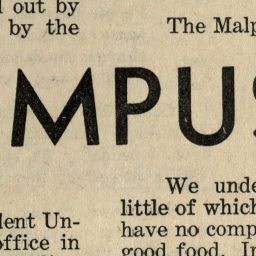 out by
by the
The Malp
MPUS
We unde
little of which
have no comp
good food. In
dent Un-
office in